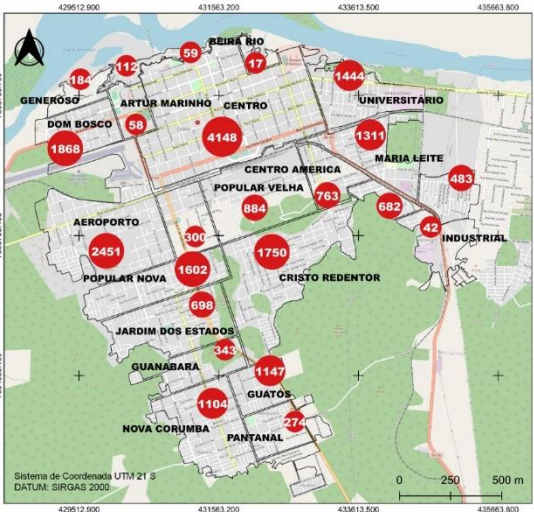 429512.900 431563.200 433613.500 435663.800
BEIRA RIO
59
112
17
184
1444
GENEROSO
ARTUR MARINHO
CENTRO
UNIVERSITÁRIO
DOM BOSCO
58
4148
1311
1868
MARIA LEITE
CENTRO AMERICA
483
POPULAR VELHA
763
884
682
AEROPORTO
42
300
INDUSTRIAL
2451
1750
1602
POPULAR NOVA
CRISTO REDENTOR
698
JARDIM DOS ESTADOS
343
GUANABARA
1147
GUATOS
1104
274
NOVA CORUMBA
PANTANAL
Sistema de Coordenada UTM 21 S
DATUM: SIRGAS 2000
0 250 500 m
429512.900 431563.200 433613.500 435663.800